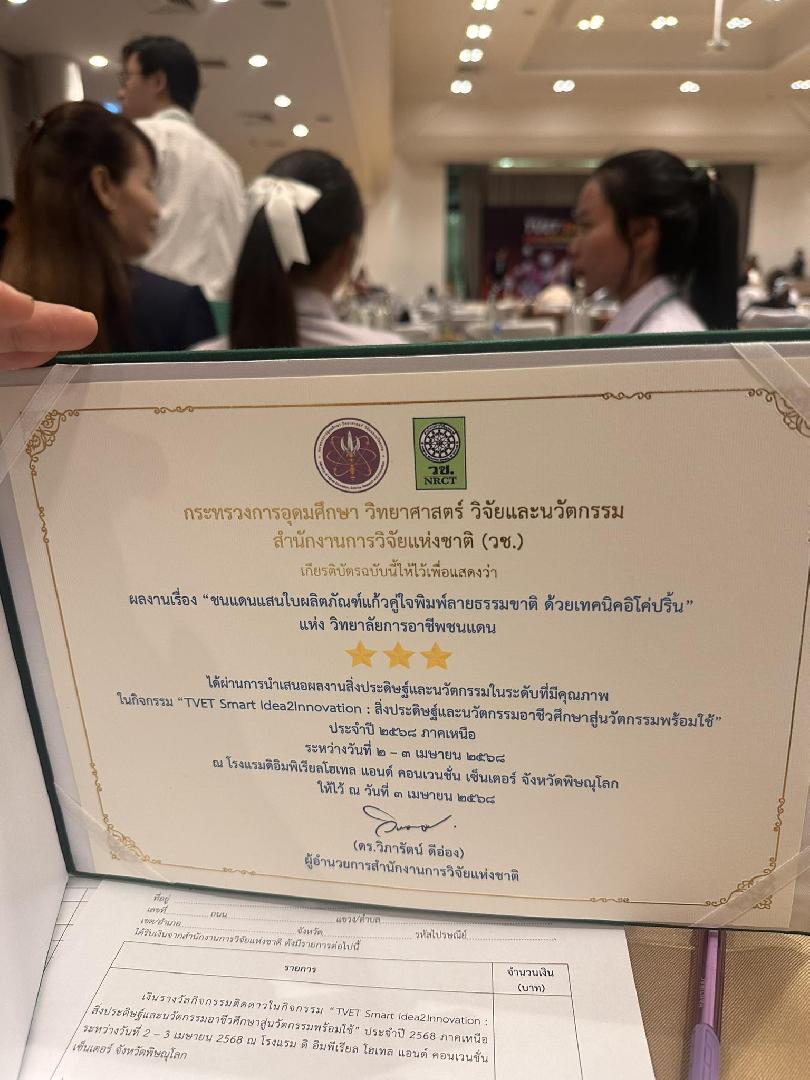 วช.
NRCT
กระทรวงการอุดมศึกษา วิทยาศาสตร์ วิจัยและนวัตกรรม
สำนักงานการวิจัยแห่งชาติ (วช.)
เกียรติบัตรฉบับนี้ให้ไว้เพื่อแสดงว่า
ผลงานเรื่อง “ชนแดนแสนใบผลิตภัณฑ์แก้วคู่ใจพิมพ์ลายธรรมชาติ ด้วยเทคนิคอิโค่ปริ้น”
แห่ง วิทยาลัยการอาชีพชนแดน
ได้ผ่านการนำเสนอผลงานสิ่งประดิษฐ์และนวัตกรรมในระดับที่มีคุณภาพ
ในกิจกรรม “TVET Smart Idea2Innovation : สิ่งประดิษฐ์และนวัตกรรมอาชีวศึกษาสู่นวัตกรรมพร้อมใช้”
ประจำปี ๒๕๖๘ ภาคเหนือ
ระหว่างวันที่ ๒ – ๓ เมษายน ๒๕๖๘
ณ โรงแรมดิอิมพีเรียลโฮเทล แอนด์ คอนเวนชั่น เซ็นเตอร์ จังหวัดพิษณุโลก
ให้ไว้ ณ วันที่ ๓ เมษายน ๒๕๖๘
(ดร.วิภารัตน์ ดีอ่อง)
ผู้อำนวยการสำนักงานการวิจัยแห่งชาติ
ที่อยู่
เลขที่ ถนน แขวง/ตำบล
เขต/อำเภอ จังหวัด รหัสไปรษณีย์
ได้รับเงินจากสำนักงานการวิจัยแห่งชาติ ดังมีรายการต่อไปนี้
รายการ จำนวนเงิน
(บาท)
เงินรางวัลกิจกรรมติดดาวในกิจกรรม “TVET Smart Idea2Innovation :
สิ่งประดิษฐ์และนวัตกรรมอาชีวศึกษาสู่นวัตกรรมพร้อมใช้” ประจำปี 2568 ภาคเหนือ
ระหว่างวันที่ 2 – 3 เมษายน 2568 ณ โรงแรม ดิ อิมพีเรียล โฮเทล แอนด์ คอนเวนชั่น
เซ็นเตอร์ จังหวัดพิษณุโลก